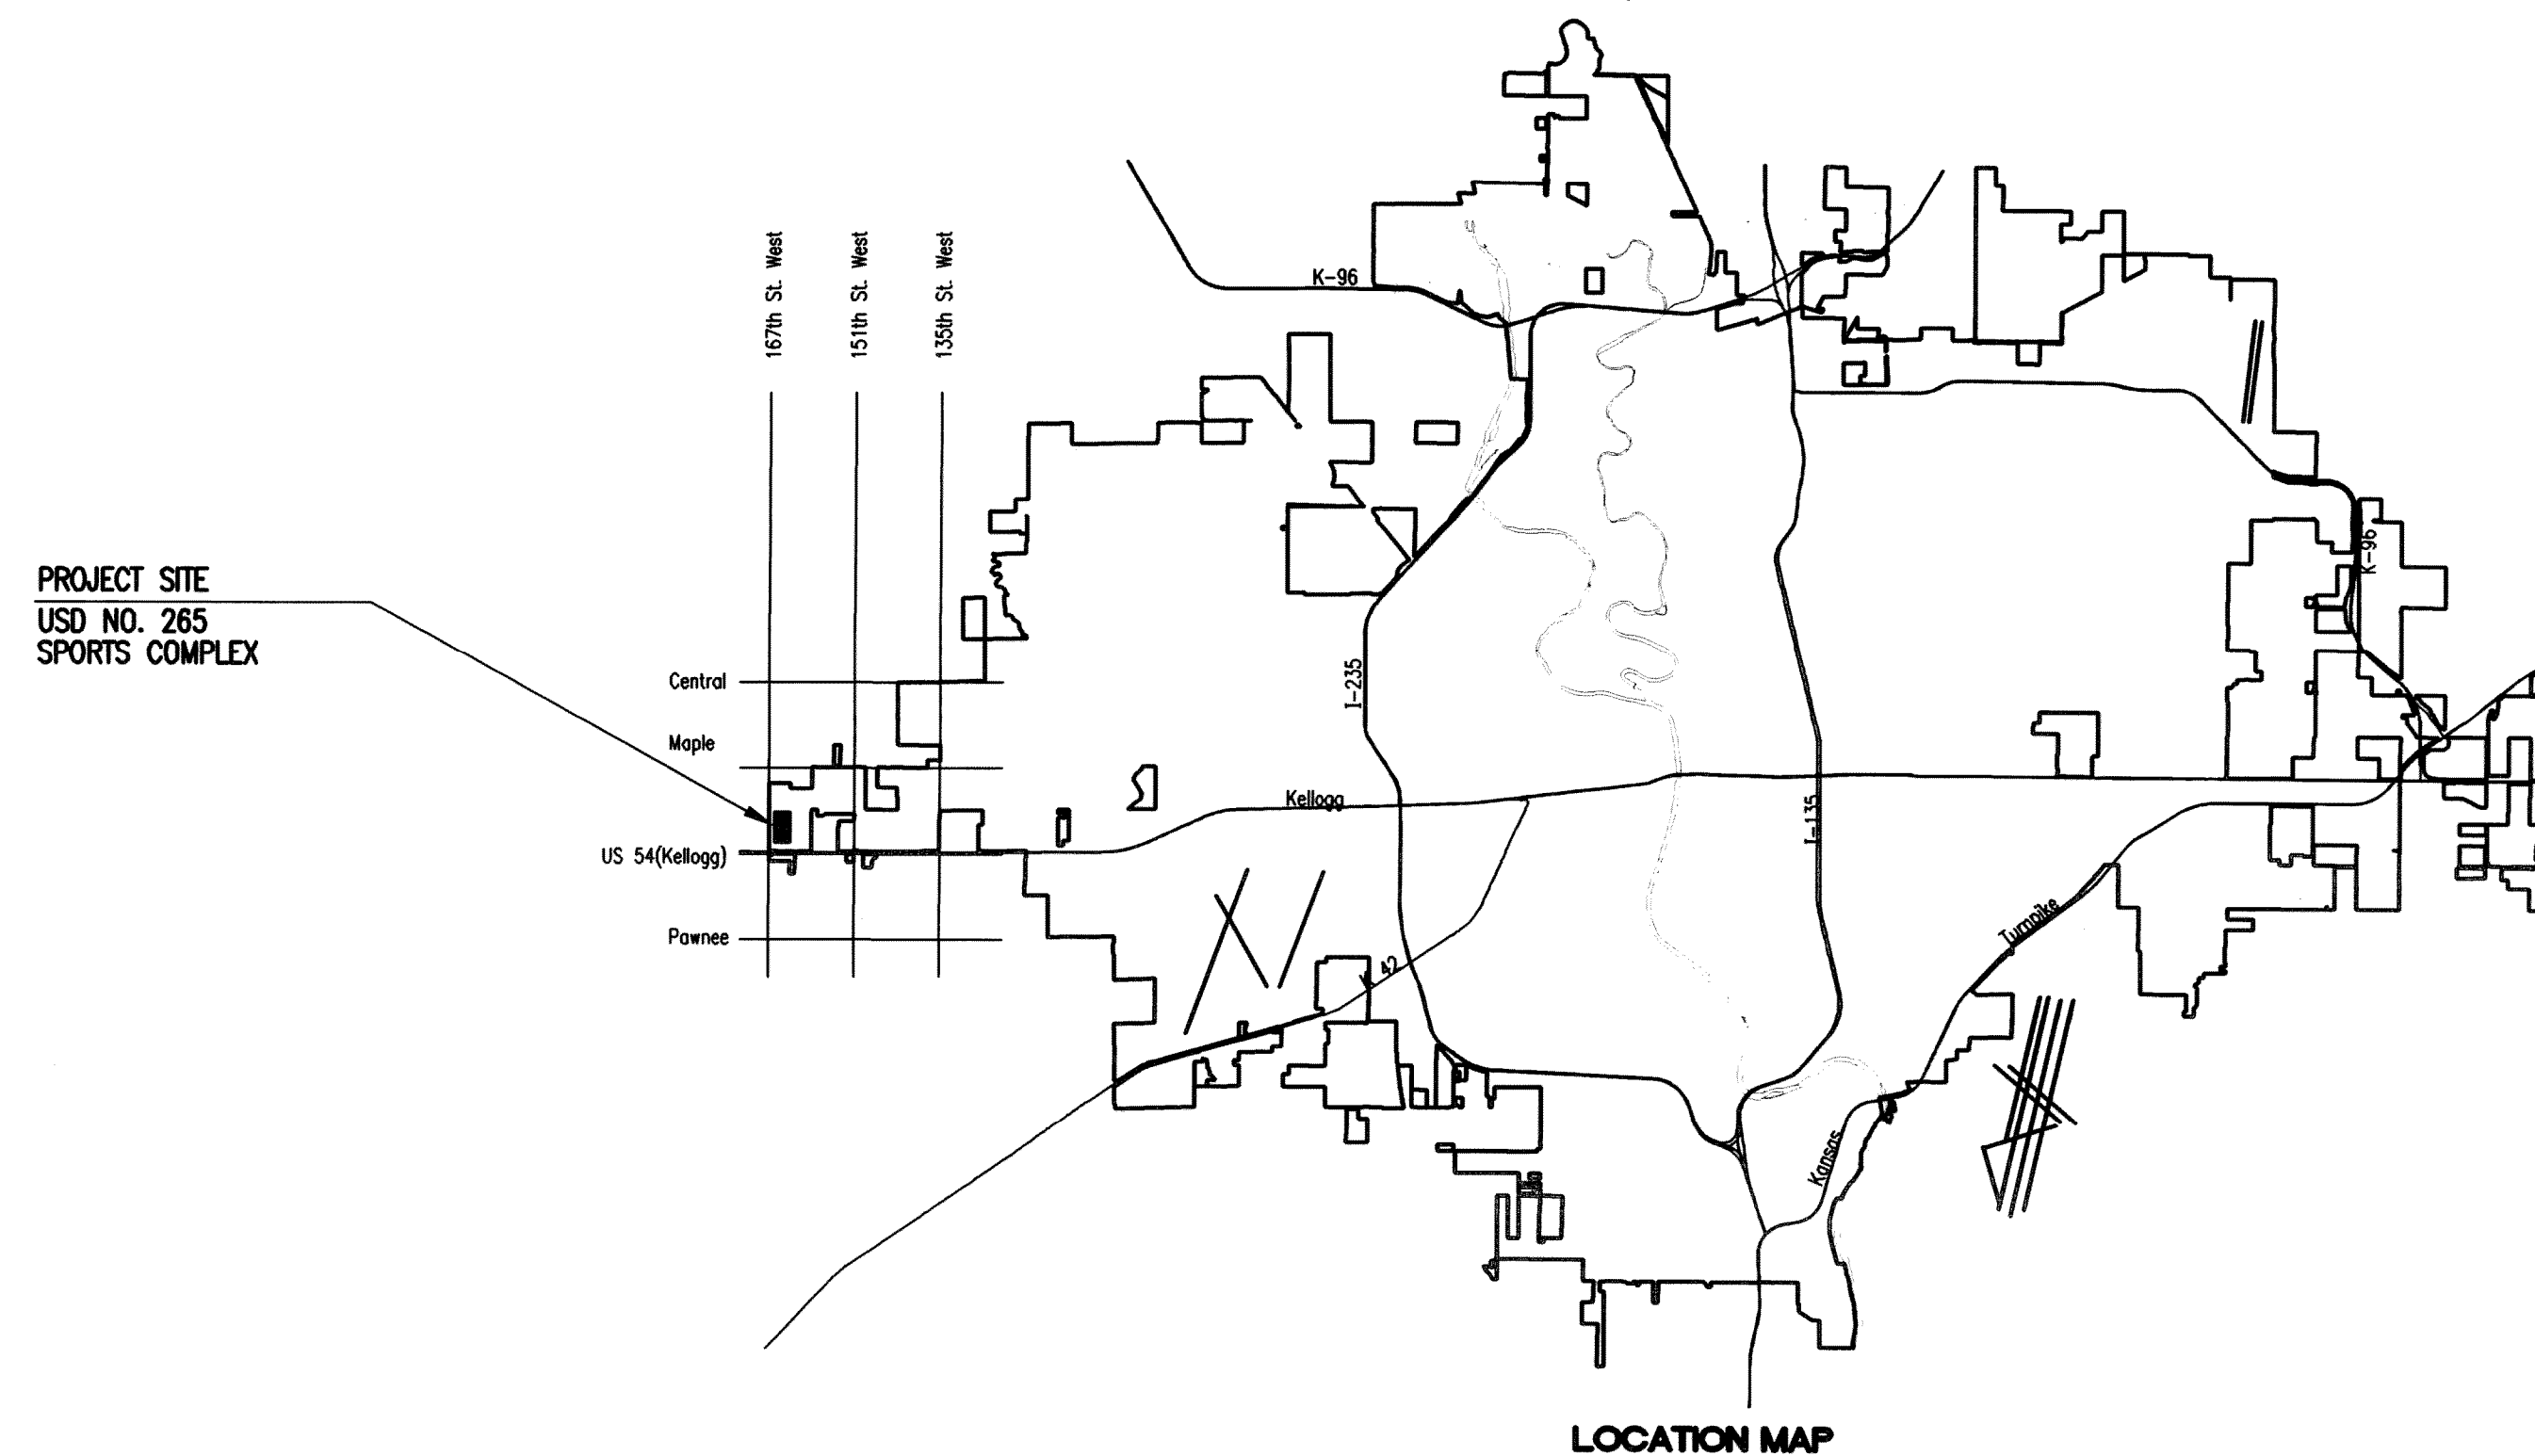 K-96
167th St. West
151th St. West
135th St. West
K-96
PROJECT SITE
USD NO. 265
SPORTS COMPLEX
I-235
Central
Maple
Kellogg
I-135
US 54(Kellogg)
Turnpike
Pawnee
K 42
Kansas
LOCATION MAP